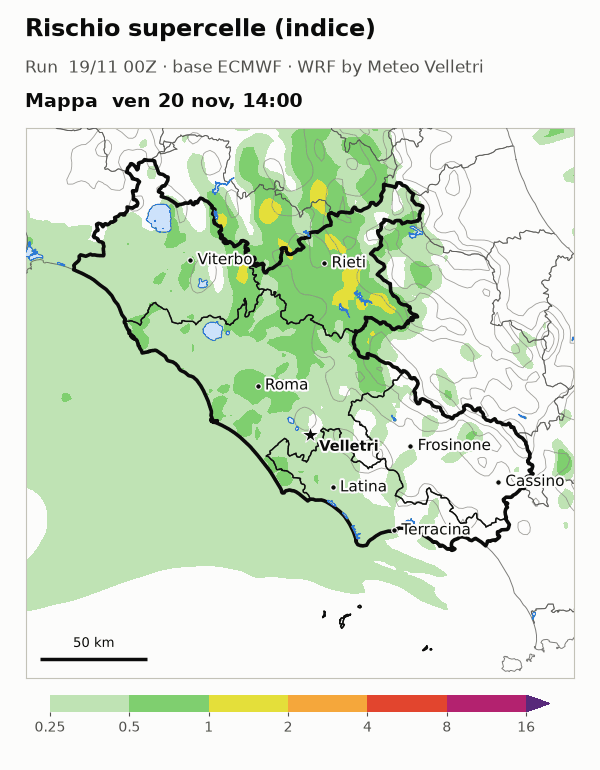 Rischio supercelle (indice)
Run  19/11 00Z · base ECMWF · WRF by Meteo Velletri
Mappa  ven 20 nov, 14:00
Viterbo
Rieti
Roma
Velletri
Frosinone
Latina
Cassino
Terracina
50 km
0.25 0.5 1 2 4 8 16